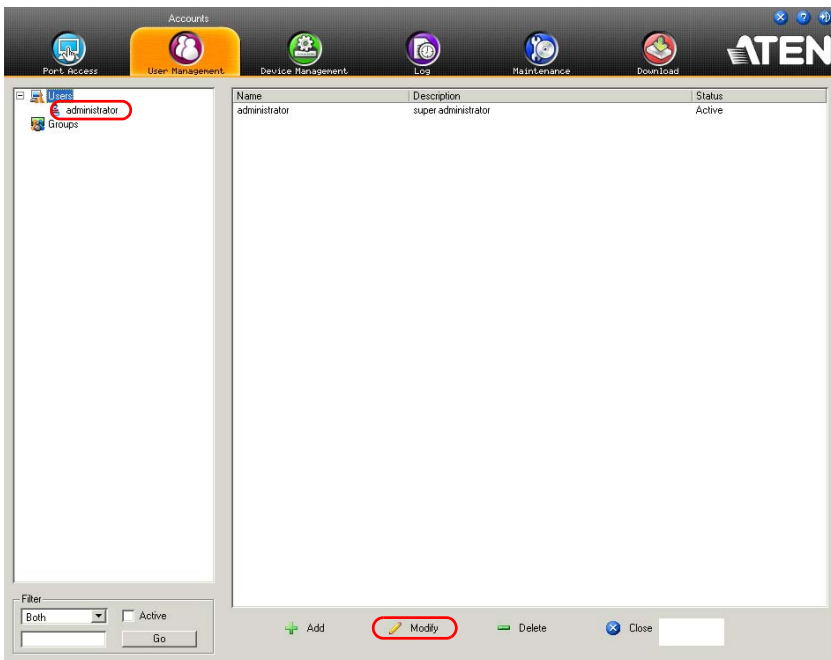 Accounts
Port Access
User Management
Device Management
Log
Maintenance
Download
ATEN
Users
administrator
Groups
Name Description Status
administrator super administrator Active
Filter
Both
Active
Go
Add
Modify
Delete
Close